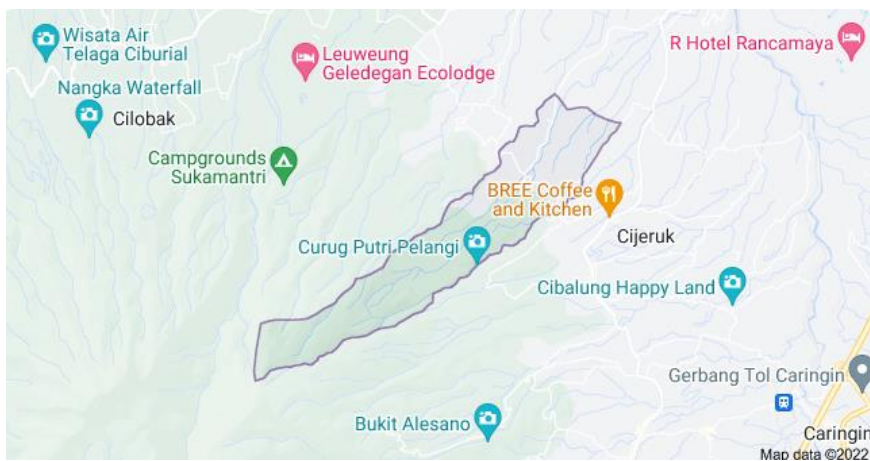 Wisata Air
Telaga Ciburial
Nangka Waterfall
Cilobak
Leuweung
Geledegan Ecolodge
R Hotel Rancamaya
Campgrounds
Sukamantri
BREE Coffee
and Kitchen
Curug Putri Pelangi
Cijeruk
Cibalung Happy Land
Gerbang Tol Caringin
Bukit Alesano
Caringin
Map data ©2022